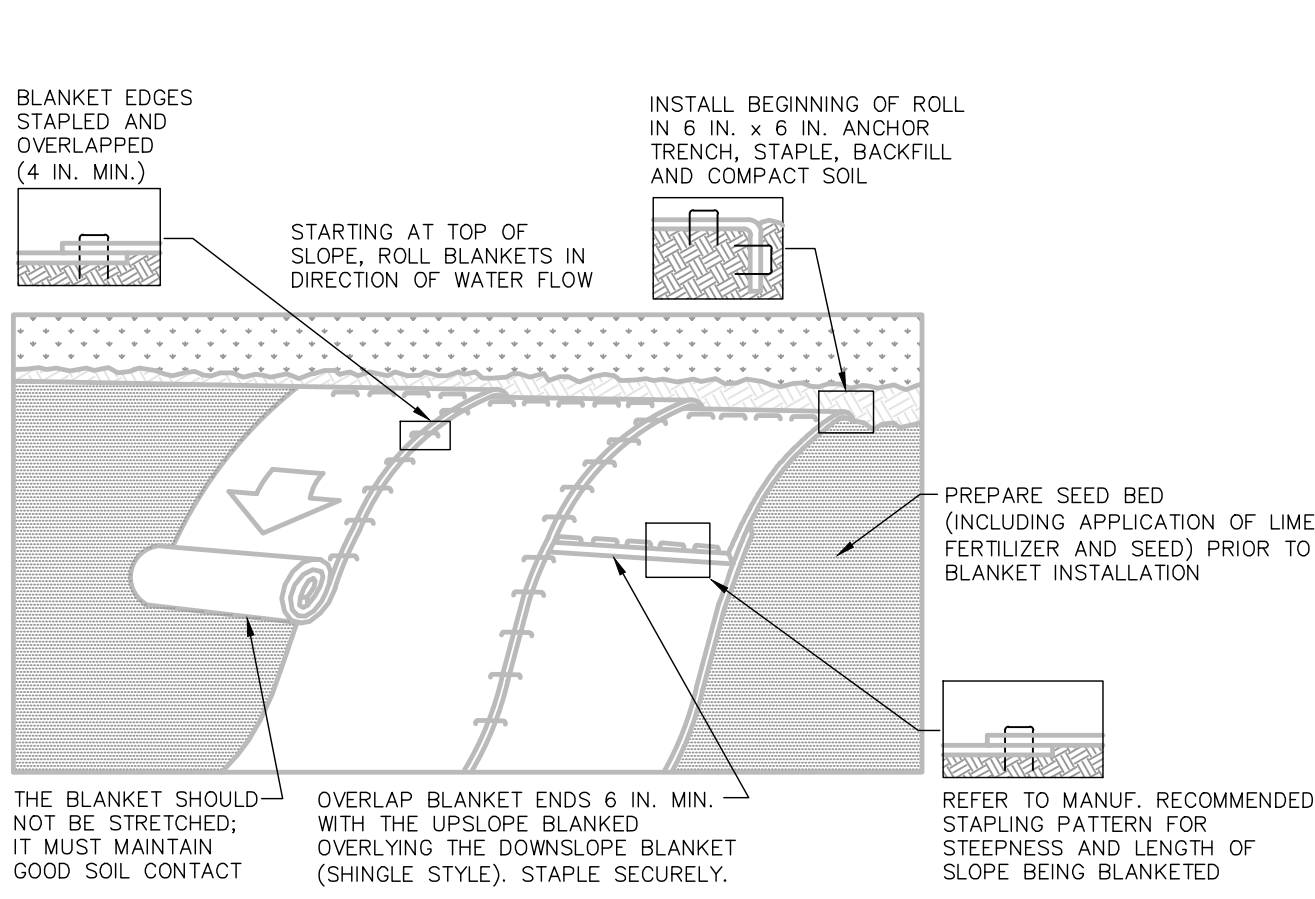 BLANKET EDGES
STAPLED AND
OVERLAPPED
(4 IN. MIN.)
INSTALL BEGINNING OF ROLL
IN 6 IN. x 6 IN. ANCHOR
TRENCH, STAPLE, BACKFILL
AND COMPACT SOIL
STARTING AT TOP OF
SLOPE, ROLL BLANKETS IN
DIRECTION OF WATER FLOW
PREPARE SEED BED
(INCLUDING APPLICATION OF LIME
FERTILIZER AND SEED) PRIOR TO
BLANKET INSTALLATION
THE BLANKET SHOULD
NOT BE STRETCHED;
IT MUST MAINTAIN
GOOD SOIL CONTACT
OVERLAP BLANKET ENDS 6 IN. MIN.
WITH THE UPSLOPE BLANKED
OVERLYING THE DOWNSLOPE BLANKET
(SHINGLE STYLE). STAPLE SECURELY.
REFER TO MANUF. RECOMMENDED
STAPLING PATTERN FOR
STEEPNESS AND LENGTH OF
SLOPE BEING BLANKETED